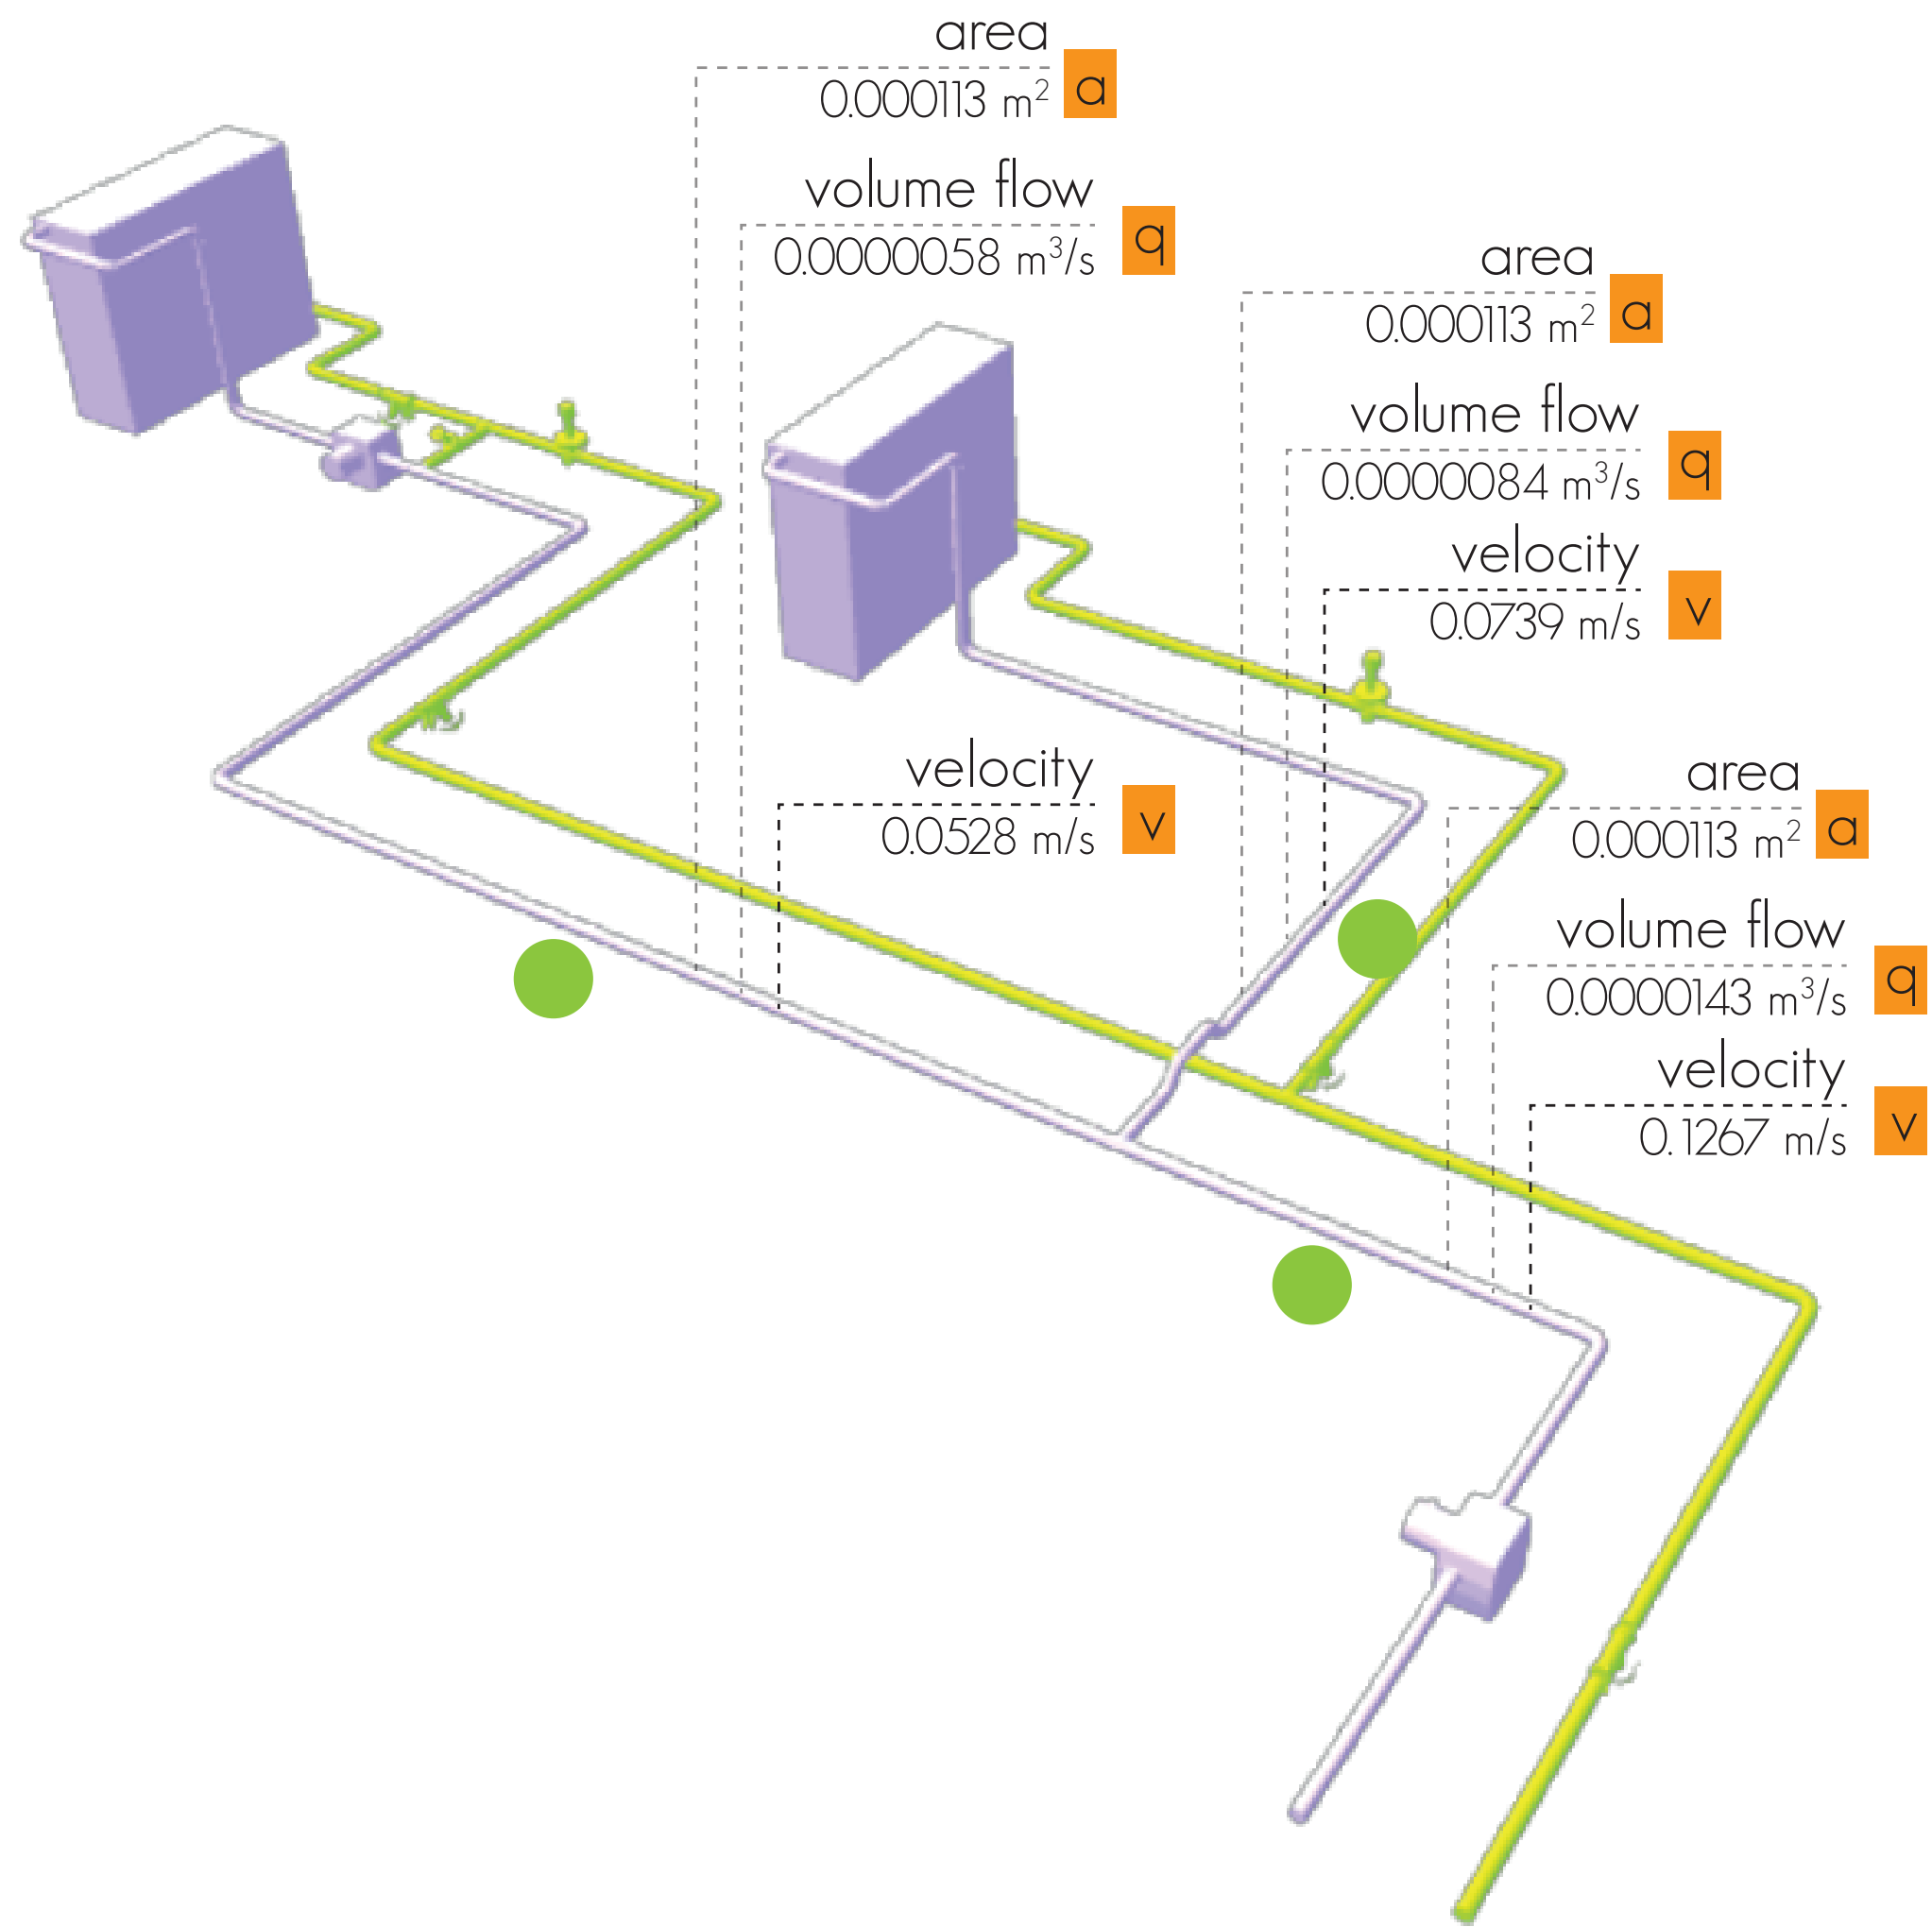 area
0.000113 m² a
volume flow
0.0000058 m³/s q
area
0.000113 m² a
volume flow
0.0000084 m³/s q
velocity
0.0739 m/s v
velocity
0.0528 m/s v
area
0.000113 m² a
volume flow
0.0000143 m³/s q
velocity
0.1267 m/s v